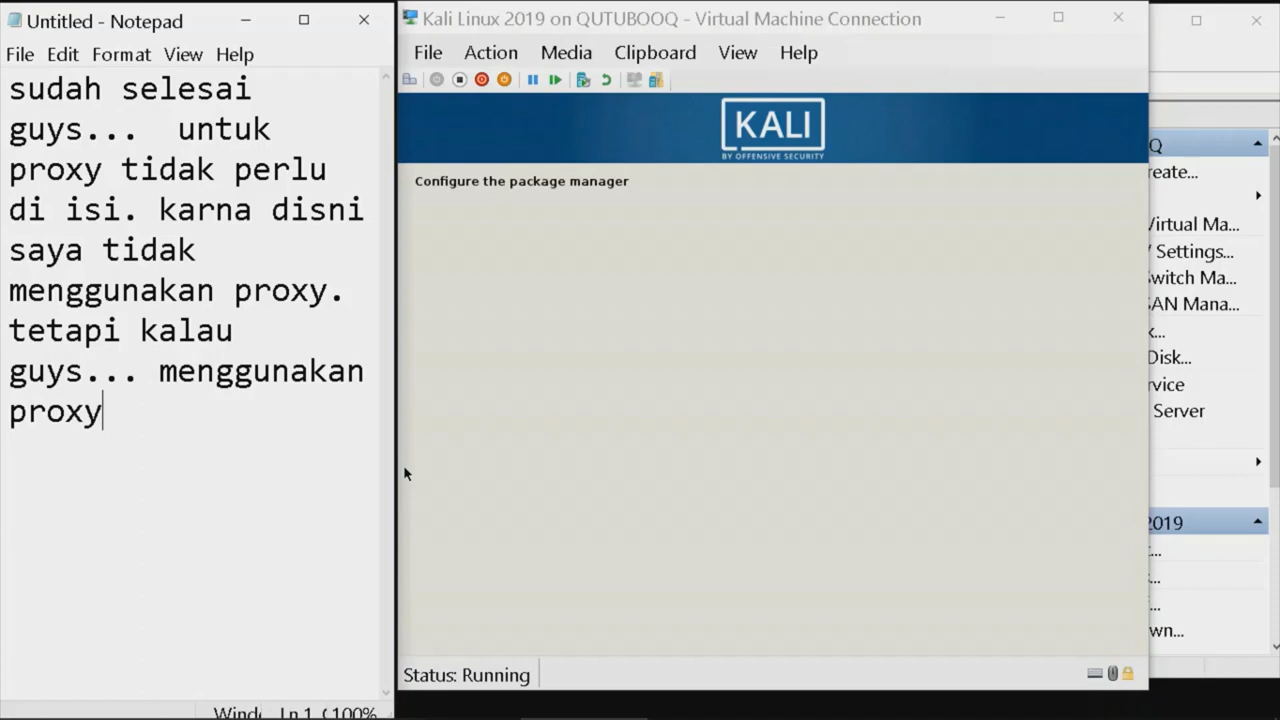 Untitled - Notepad
File Edit Format View Help
sudah selesai
guys... untuk
proxy tidak perlu
di isi. karna disni
saya tidak
menggunakan proxy.
tetapi kalau
guys... menggunakan
proxy
Ln 1 100%
Kali Linux 2019 on QUTUBOOQ - Virtual Machine Connection
File Action Media Clipboard View Help
KALI
BY OFFENSIVE SECURITY
Configure the package manager
Status: Running
Q
reate...
Virtual Ma...
Settings...
Switch Ma...
SAN Mana...
Disk...
rvice
Server
2019
wn...